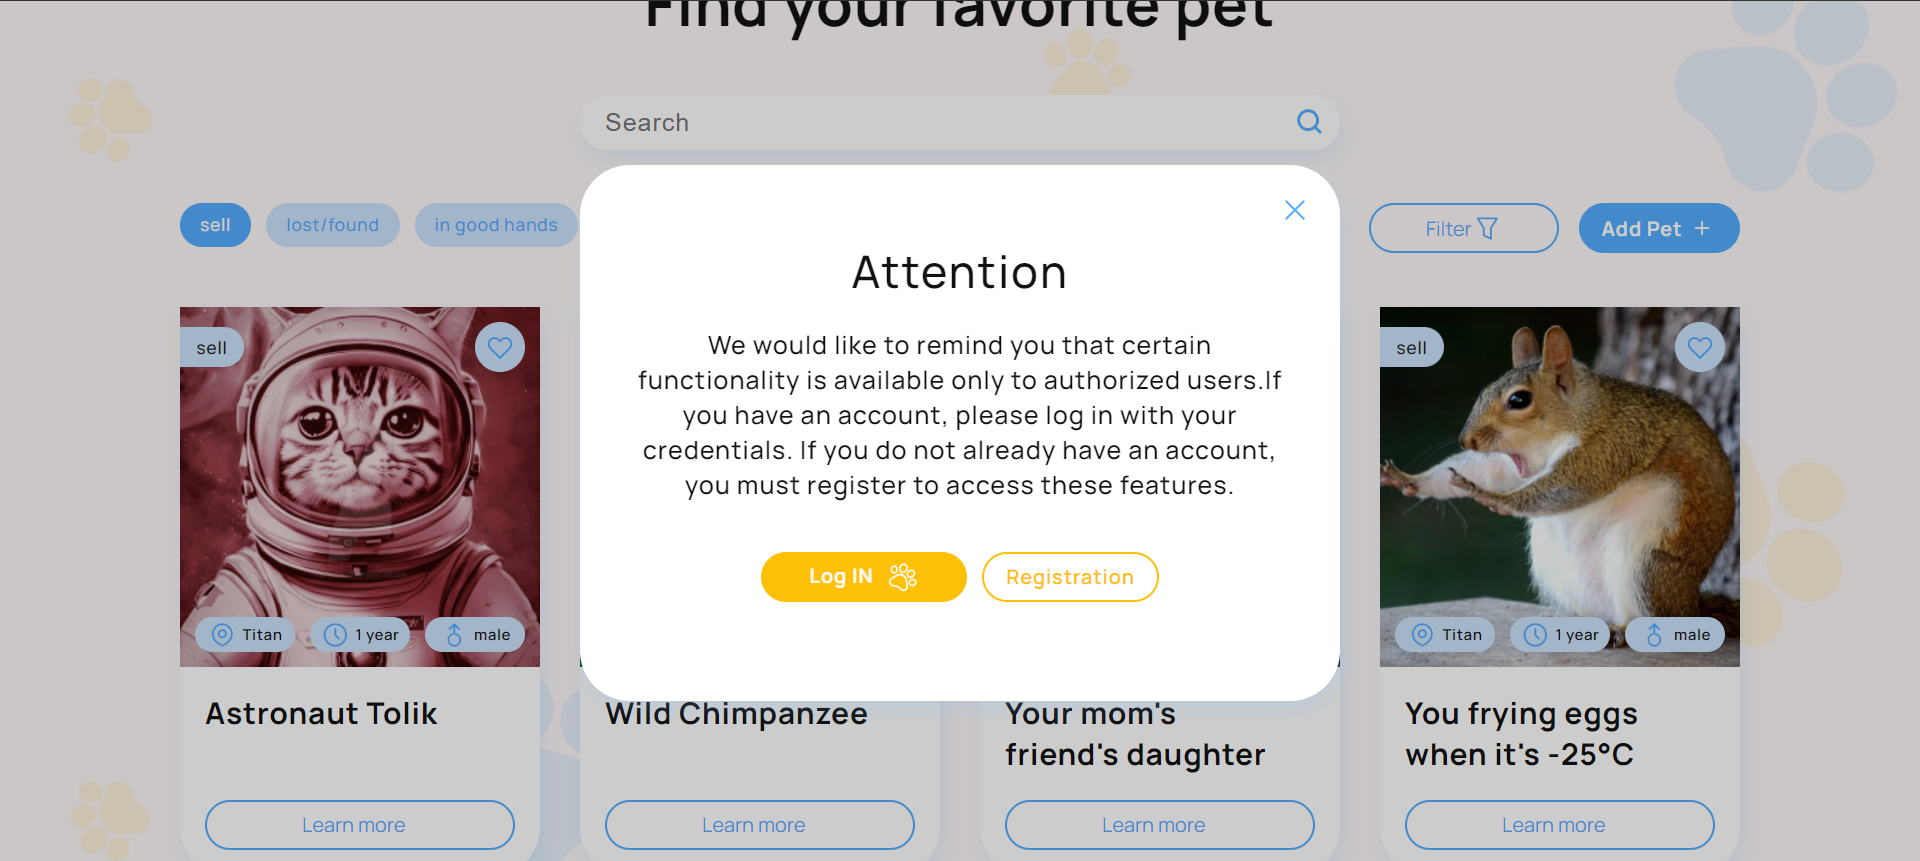 Find your favorite pet
Search
sell
lost/found
in good hands
Filter
Add Pet +
Attention
We would like to remind you that certain
functionality is available only to authorized users.If
you have an account, please log in with your
credentials. If you do not already have an account,
you must register to access these features.
Log IN
Registration
sell
Titan
1 year
male
Astronaut Tolik
Learn more
Wild Chimpanzee
Learn more
Your mom's
friend's daughter
Learn more
sell
Titan
1 year
male
You frying eggs
when it's -25°C
Learn more